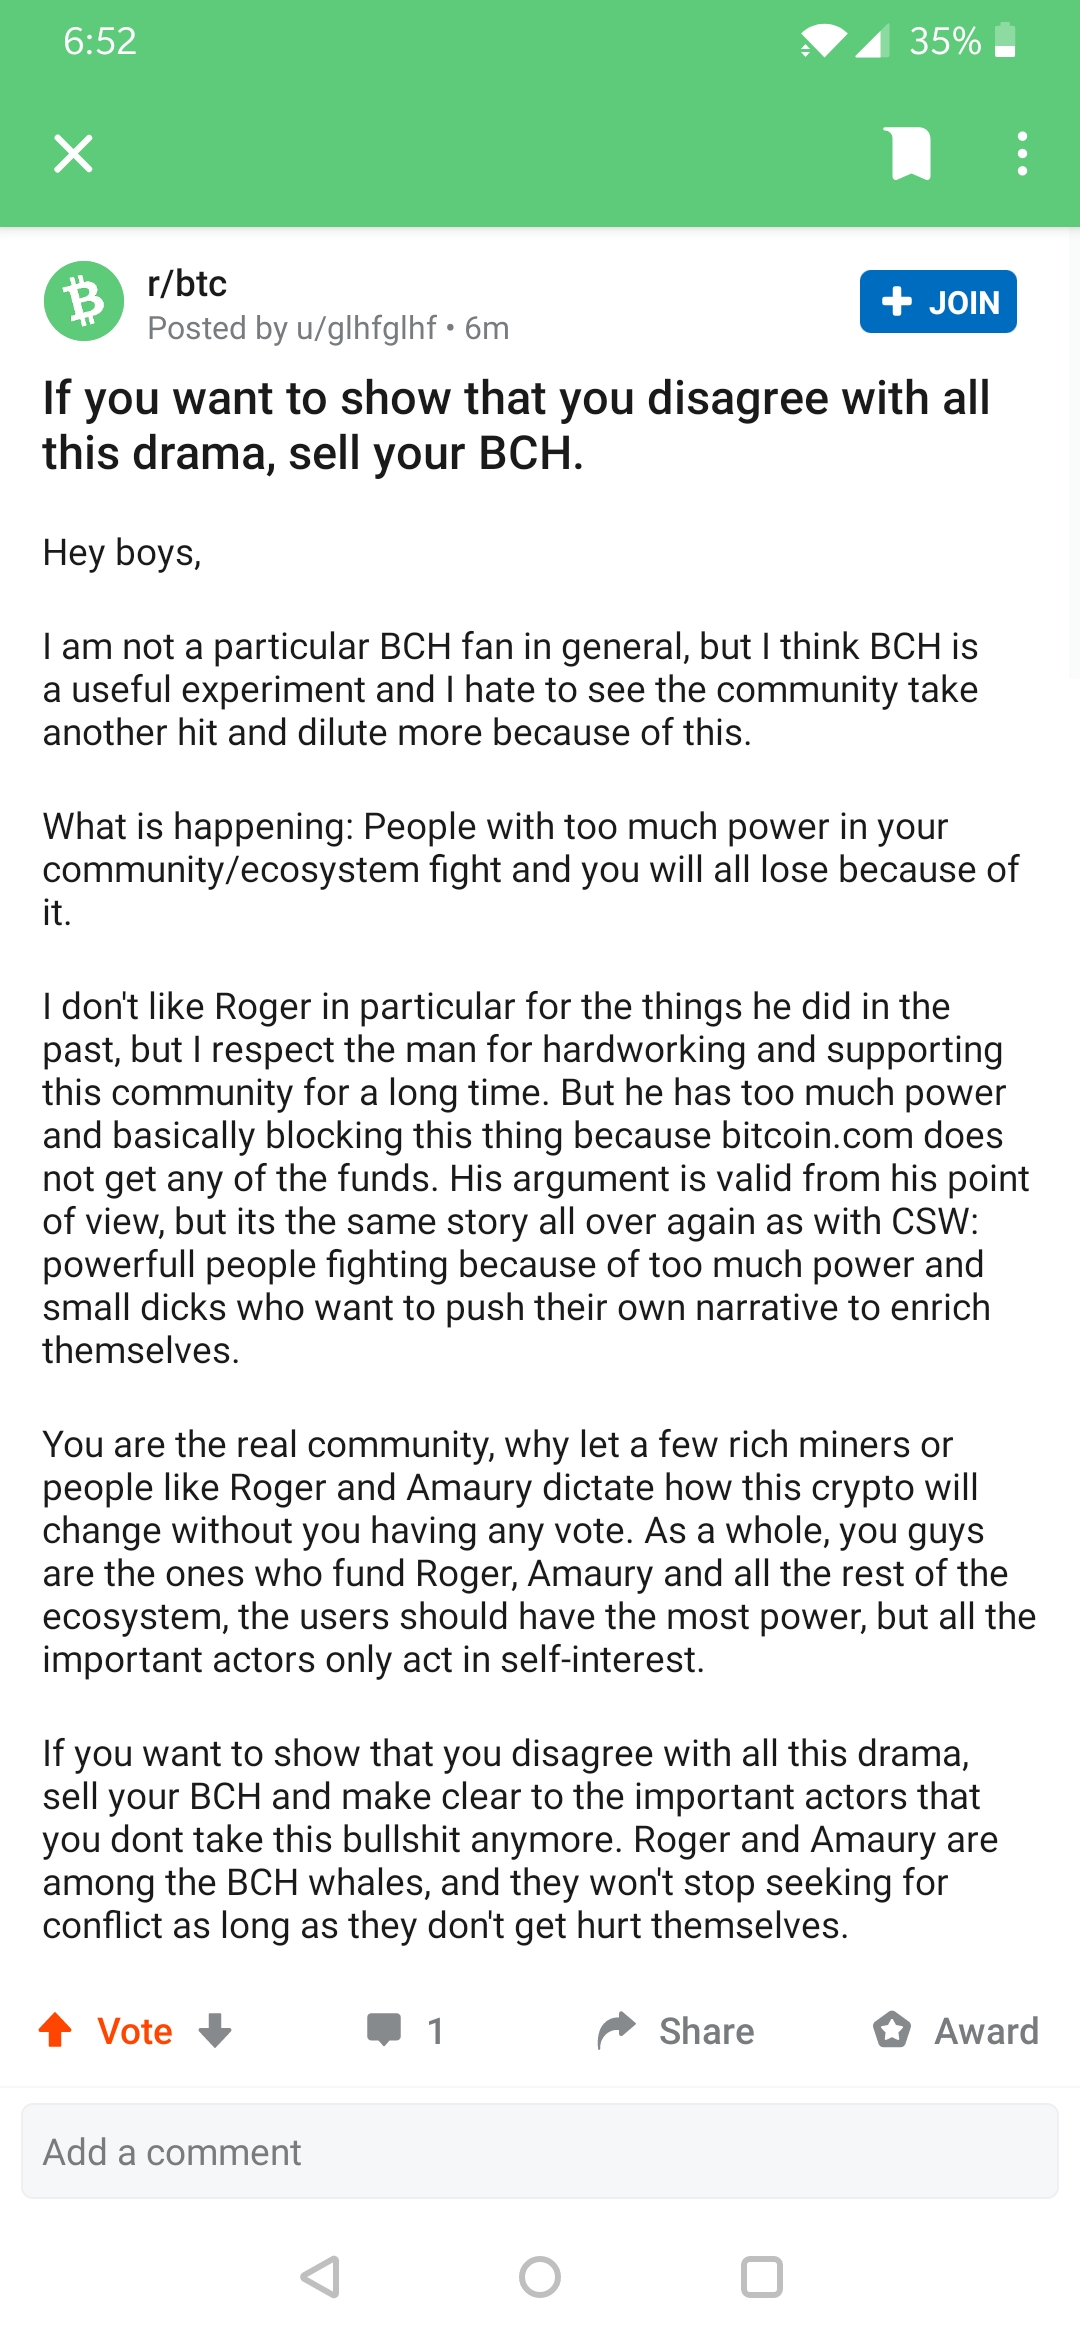 6:52
35%
r/btc
Posted by u/glhfglhf • 6m
JOIN
If you want to show that you disagree with all
this drama, sell your BCH.
Hey boys,
I am not a particular BCH fan in general, but I think BCH is
a useful experiment and I hate to see the community take
another hit and dilute more because of this.
What is happening: People with too much power in your
community/ecosystem fight and you will all lose because of
it.
I don't like Roger in particular for the things he did in the
past, but I respect the man for hardworking and supporting
this community for a long time. But he has too much power
and basically blocking this thing because bitcoin.com does
not get any of the funds. His argument is valid from his point
of view, but its the same story all over again as with CSW:
powerfull people fighting because of too much power and
small dicks who want to push their own narrative to enrich
themselves.
You are the real community, why let a few rich miners or
people like Roger and Amaury dictate how this crypto will
change without you having any vote. As a whole, you guys
are the ones who fund Roger, Amaury and all the rest of the
ecosystem, the users should have the most power, but all the
important actors only act in self-interest.
If you want to show that you disagree with all this drama,
sell your BCH and make clear to the important actors that
you dont take this bullshit anymore. Roger and Amaury are
among the BCH whales, and they won't stop seeking for
conflict as long as they don't get hurt themselves.
Vote
1
Share
Award
Add a comment